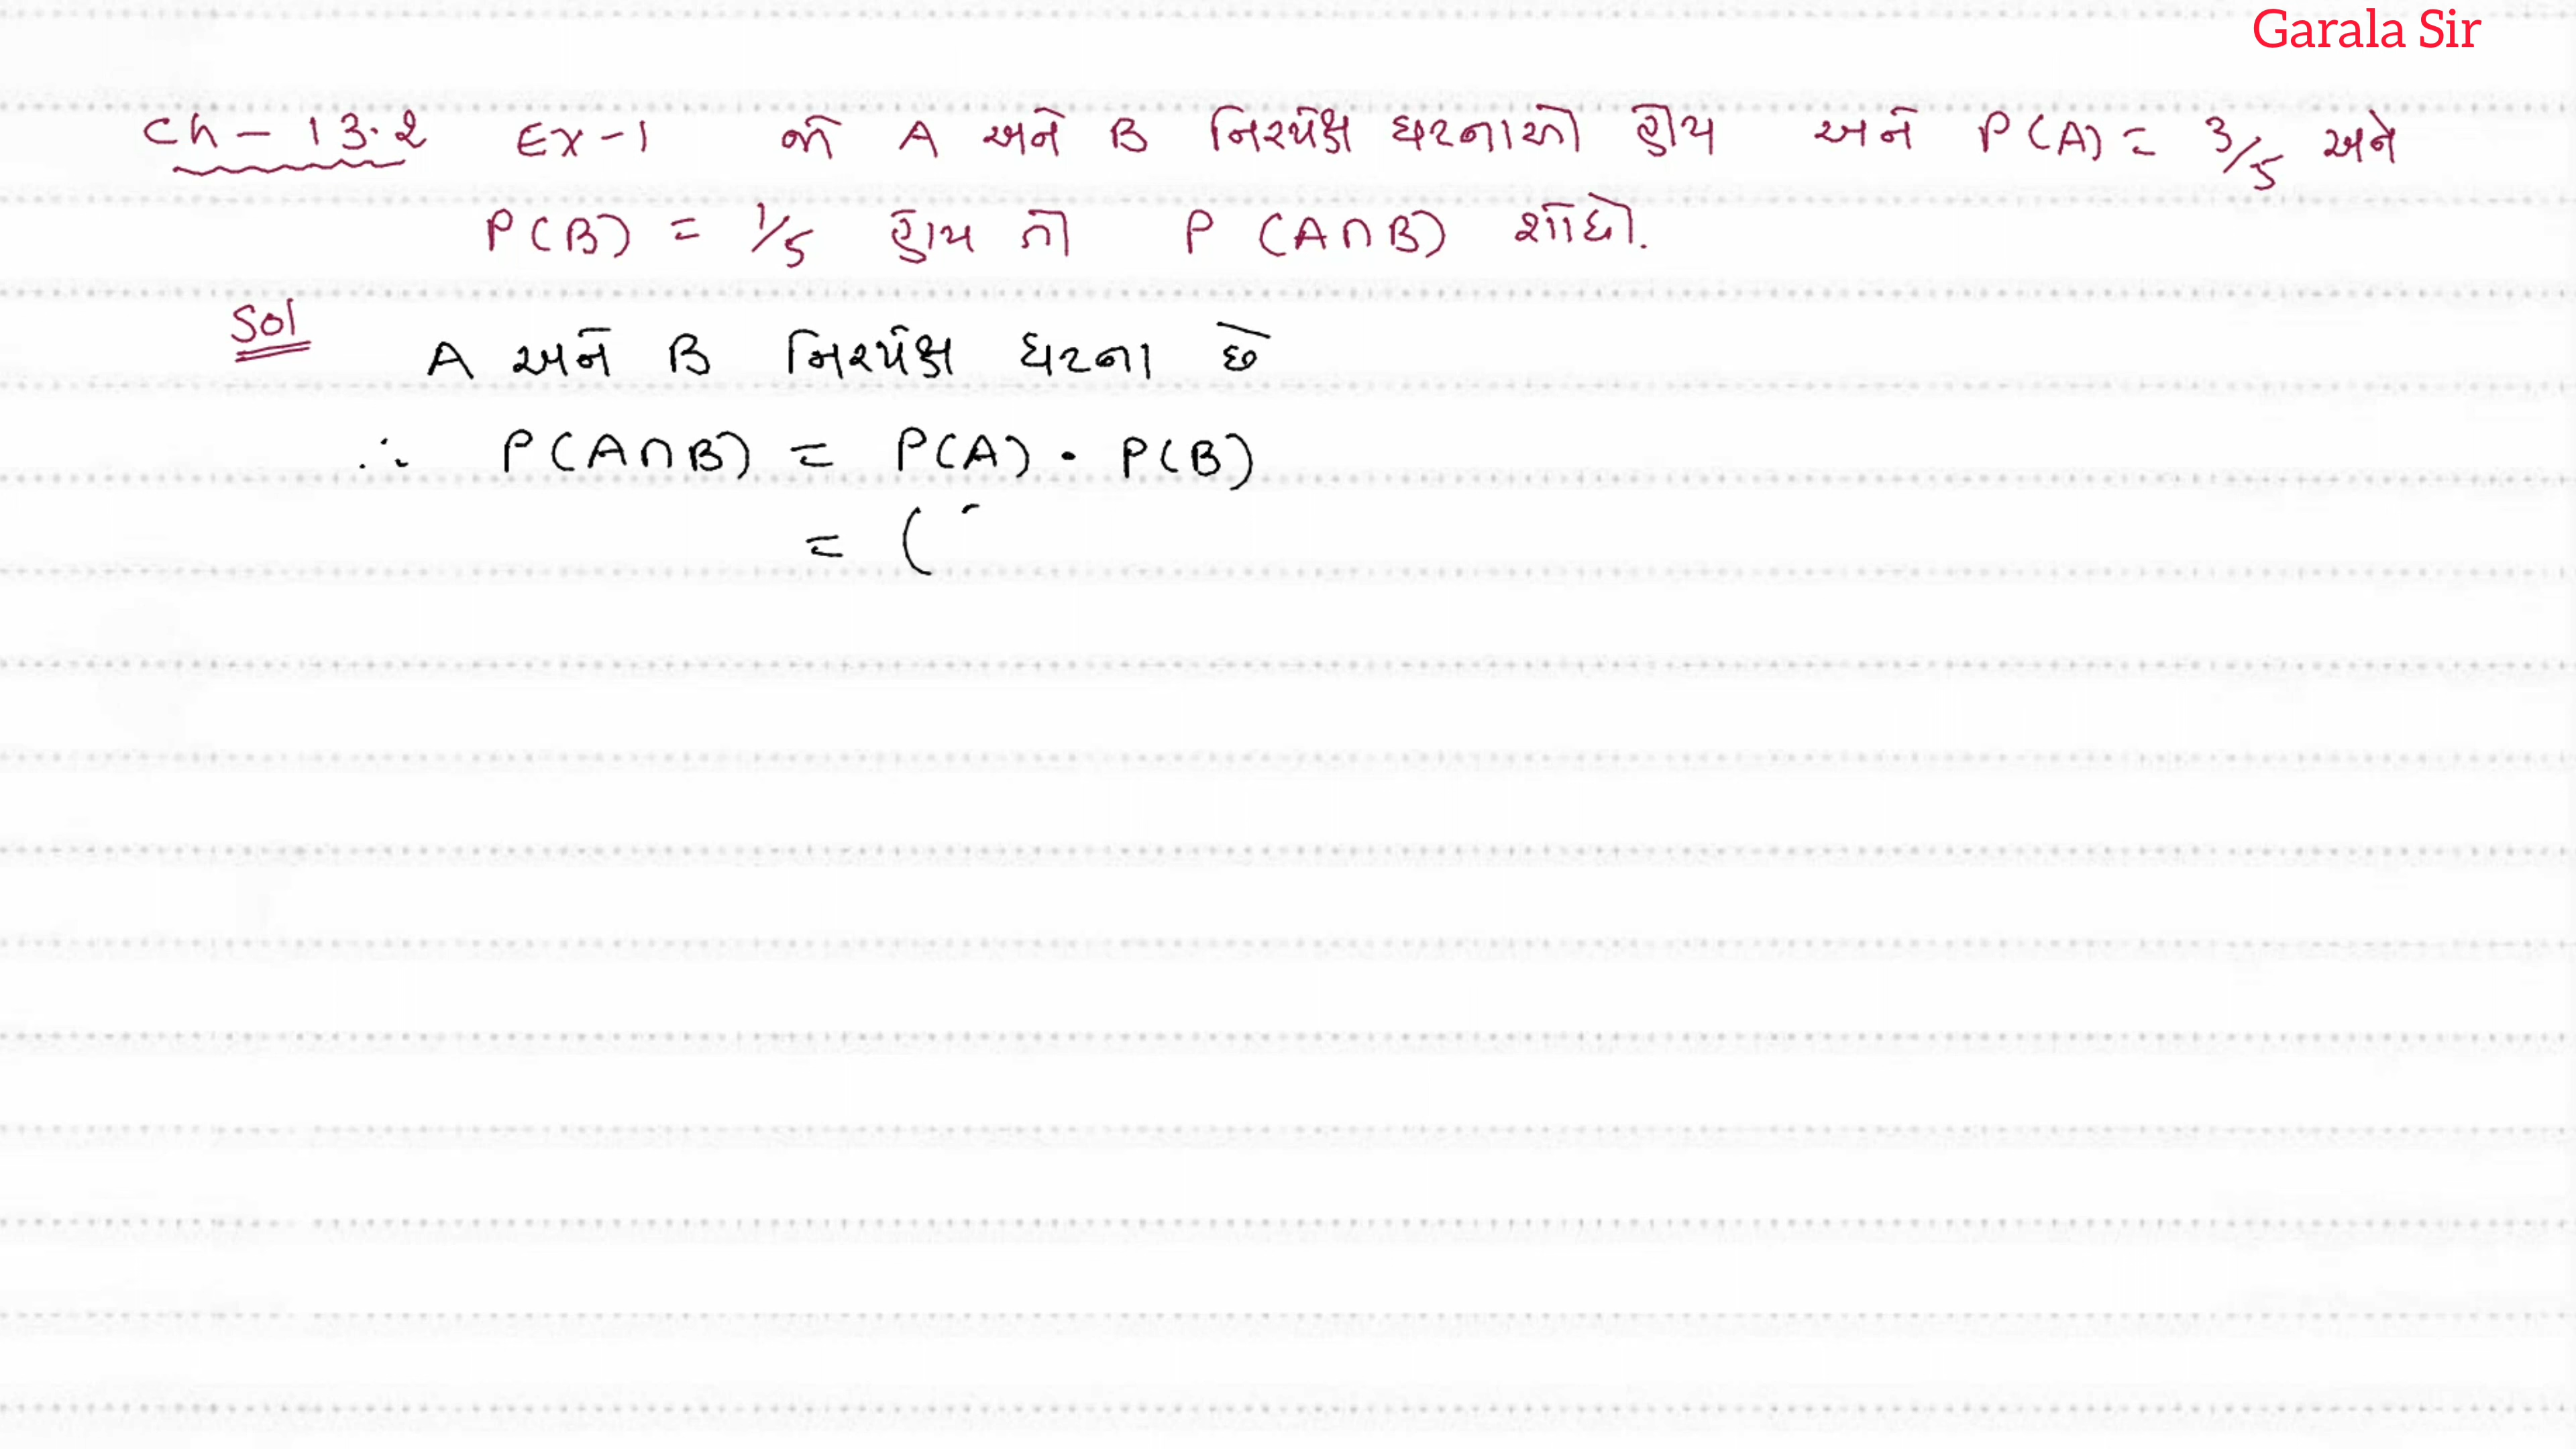 Garala Sir
Ch - 13.2 Ex-1 જો A અને B નિરપેક્ષ ઘટનાઓ હોય અને P(A) = 3/5 અને
P(B) = 1/5 હોય તો P (A∩B) શોધો.
Sol
A અને B નિરપેક્ષ ઘટના છે
∴ P(A∩B) = P(A) · P(B)
= (